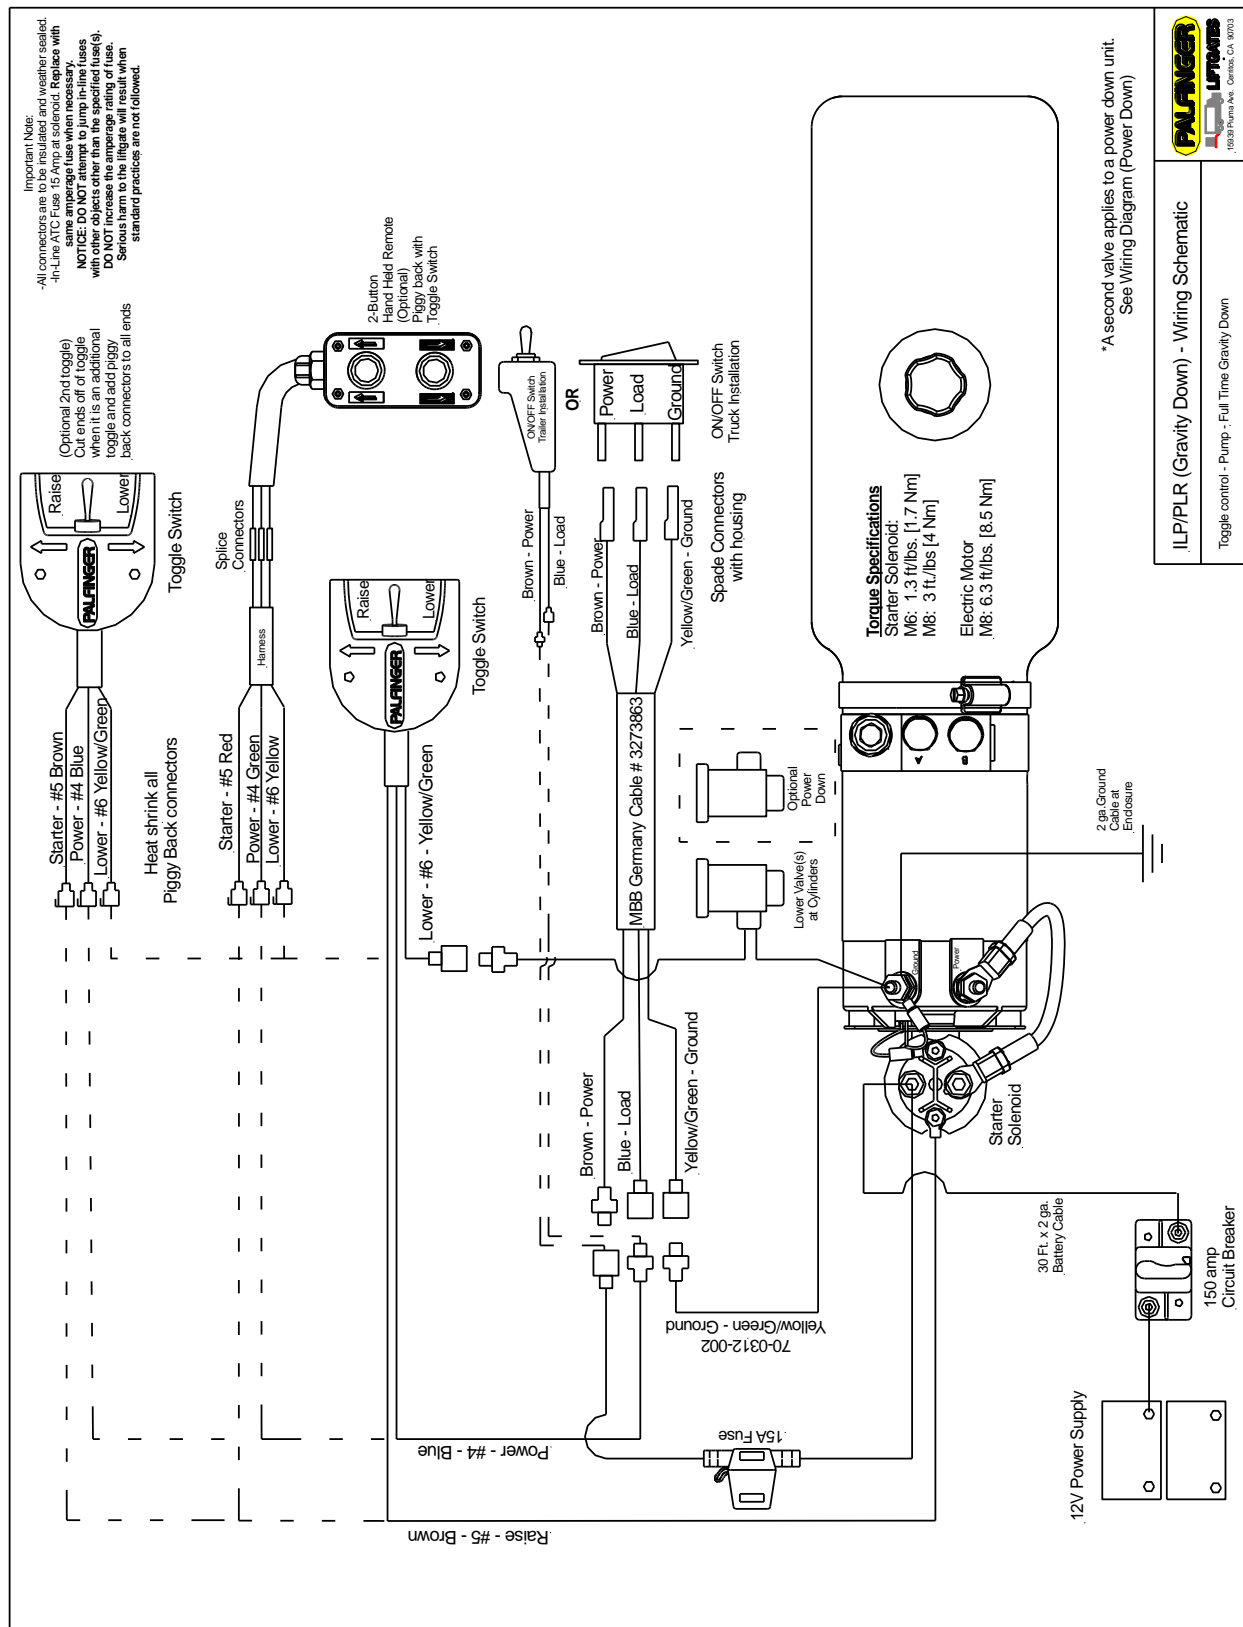 Important Note:
-All connectors are to be insulated and weather sealed.
-In-Line ATC Fuse 15 Amp at solenoid. Replace with
same amperage fuse when necessary.
NOTICE: DO NOT attempt to jump in-line fuses
with other objects other than the specified fuse(s).
DO NOT increase the amperage rating of fuse.
Serious harm to the liftgate will result when
standard practices are not followed.
(Optional 2nd toggle)
Cut ends off of toggle
when it is an additional
toggle and add piggy
back connectors to all ends
Raise
Lower
PALFINGER
Toggle Switch
Starter - #5 Brown
Power - #4 Blue
Lower - #6 Yellow/Green
Heat shrink all
Piggy Back connectors
2-Button
Hand Held Remote
(Optional)
Piggy back with
Toggle Switch
Splice
Connectors
Harness
Starter - #5 Red
Power - #4 Green
Lower - #6 Yellow
Raise
Lower
PALFINGER
Toggle Switch
Lower - #6 - Yellow/Green
ON/OFF Switch
Trailer Installation
Brown - Power
Blue - Load
OR
Power
Load
Ground
ON/OFF Switch
Truck Installation
Spade Connectors
with housing
Brown - Power
Blue - Load
Yellow/Green - Ground
MBB Germany Cable # 3273863
Optional
Power
Down
Lower Valve(s)
at Cylinders
Brown - Power
Blue - Load
Yellow/Green - Ground
Yellow/Green - Ground
70-0312-002
Power - #4 - Blue
Raise - #5 - Brown
15A Fuse
Torque Specifications
Starter Solenoid:
M6: 1.3 ft/lbs. [1.7 Nm]
M8: 3 ft./lbs [4 Nm]
Electric Motor
M8: 6.3 ft/lbs. [8.5 Nm]
A
B
Ground
Power
2 ga.Ground
Cable at
Enclosure
Starter
Solenoid
30 Ft. x 2 ga.
Battery Cable
150 amp
Circuit Breaker
12V Power Supply
*A second valve applies to a power down unit.
See Wiring Diagram (Power Down)
ILP/PLR (Gravity Down) - Wiring Schematic
Toggle control - Pump - Full Time Gravity Down
PALFINGER
LIFTGATES
15939 Piuma Ave. Cerritos, CA 90703